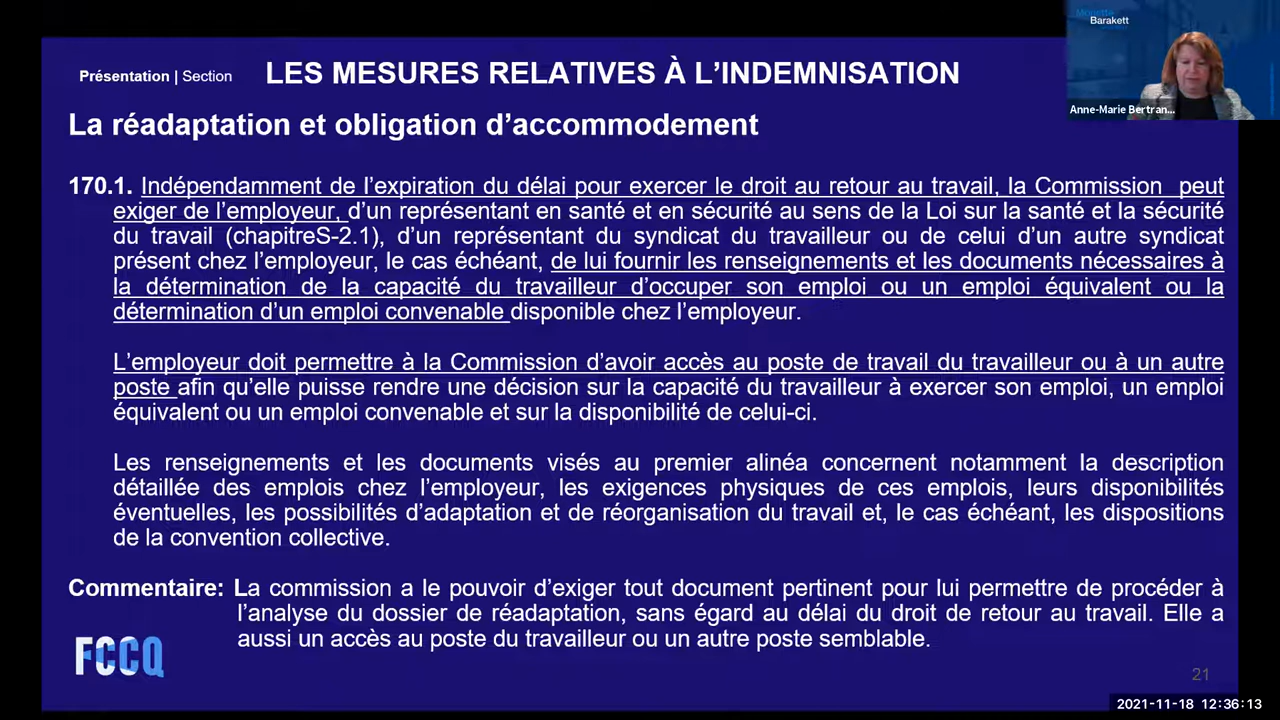 Monette
Barakett
Présentation | Section
LES MESURES RELATIVES À L'INDEMNISATION
Anne-Marie Bertran...
La réadaptation et obligation d'accommodement
170.1. Indépendamment de l'expiration du délai pour exercer le droit au retour au travail, la Commission peut
exiger de l'employeur, d'un représentant en santé et en sécurité au sens de la Loi sur la santé et la sécurité
du travail (chapitreS-2.1), d'un représentant du syndicat du travailleur ou de celui d'un autre syndicat
présent chez l'employeur, le cas échéant, de lui fournir les renseignements et les documents nécessaires à
la détermination de la capacité du travailleur d'occuper son emploi ou un emploi équivalent ou la
détermination d'un emploi convenable disponible chez l'employeur.
L'employeur doit permettre à la Commission d'avoir accès au poste de travail du travailleur ou à un autre
poste afin qu'elle puisse rendre une décision sur la capacité du travailleur à exercer son emploi, un emploi
équivalent ou un emploi convenable et sur la disponibilité de celui-ci.
Les renseignements et les documents visés au premier alinéa concernent notamment la description
détaillée des emplois chez l'employeur, les exigences physiques de ces emplois, leurs disponibilités
éventuelles, les possibilités d'adaptation et de réorganisation du travail et, le cas échéant, les dispositions
de la convention collective.
Commentaire: La commission a le pouvoir d'exiger tout document pertinent pour lui permettre de procéder à
l'analyse du dossier de réadaptation, sans égard au délai du droit de retour au travail. Elle a
aussi un accès au poste du travailleur ou un autre poste semblable.
FCCQ
21
2021-11-18 12:36:13